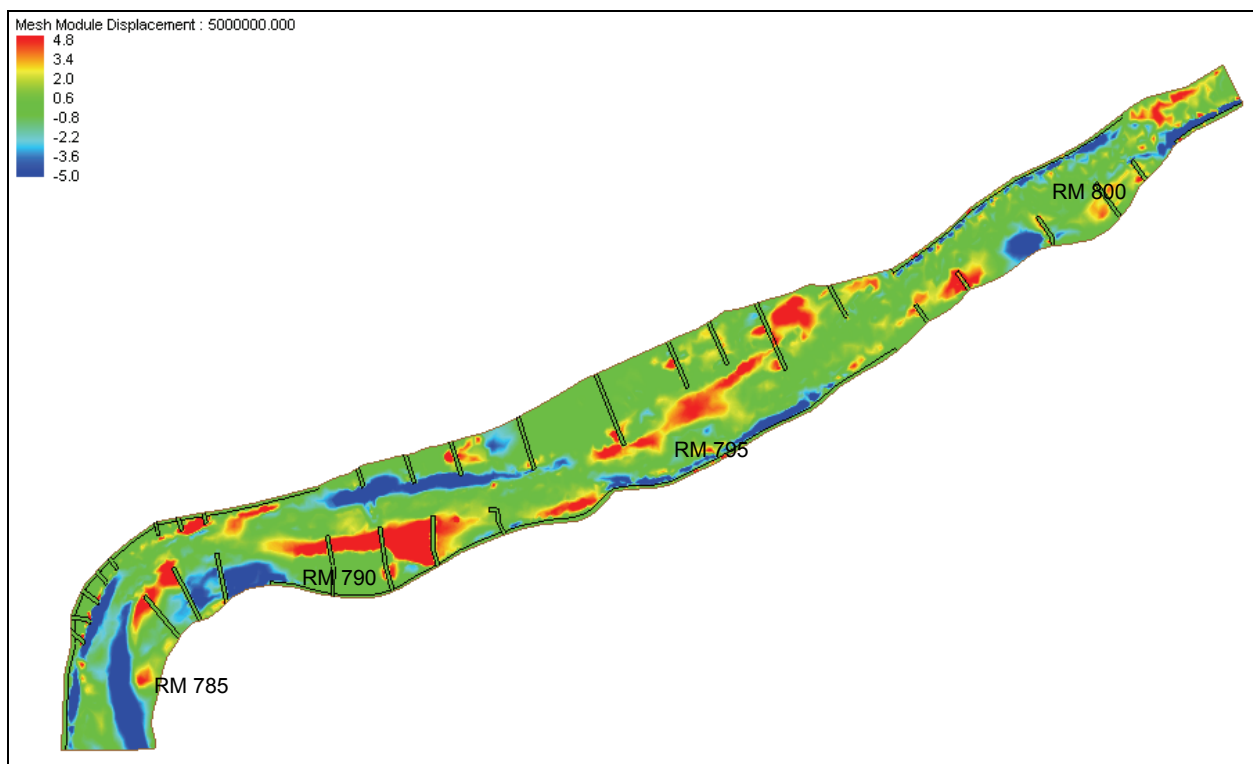 Mesh Module Displacement : 5000000.000
4.8
3.4
2.0
0.6
-0.8
-2.2
-3.6
-5.0
RM 800
RM 795
RM 790
RM 785